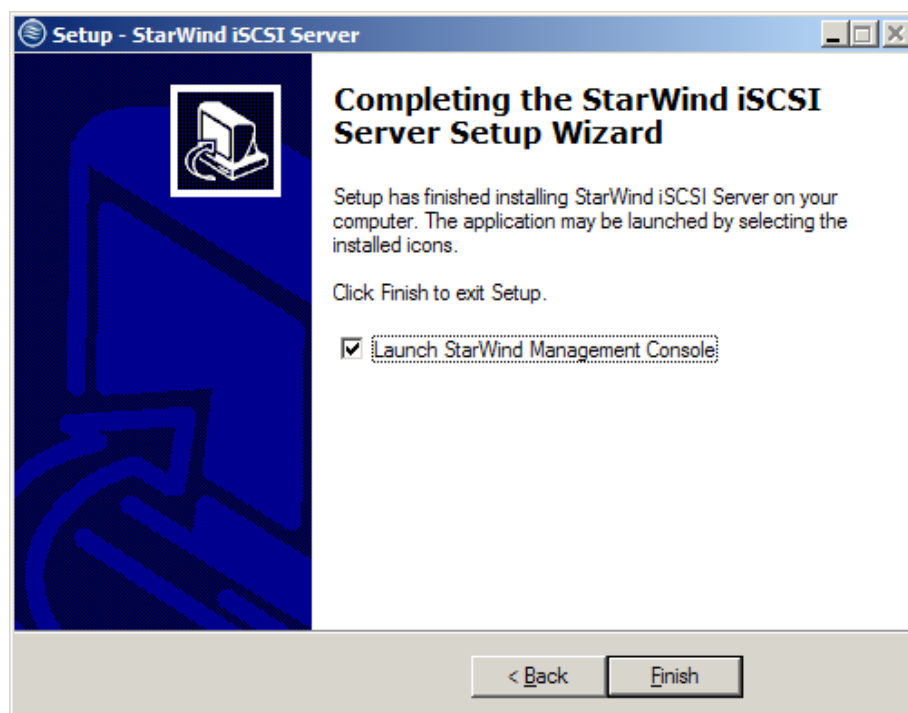 Setup - StarWind iSCSI Server
Completing the StarWind iSCSI
Server Setup Wizard
Setup has finished installing StarWind iSCSI Server on your
computer. The application may be launched by selecting the
installed icons.
Click Finish to exit Setup.
Launch StarWind Management Console
< Back
Finish